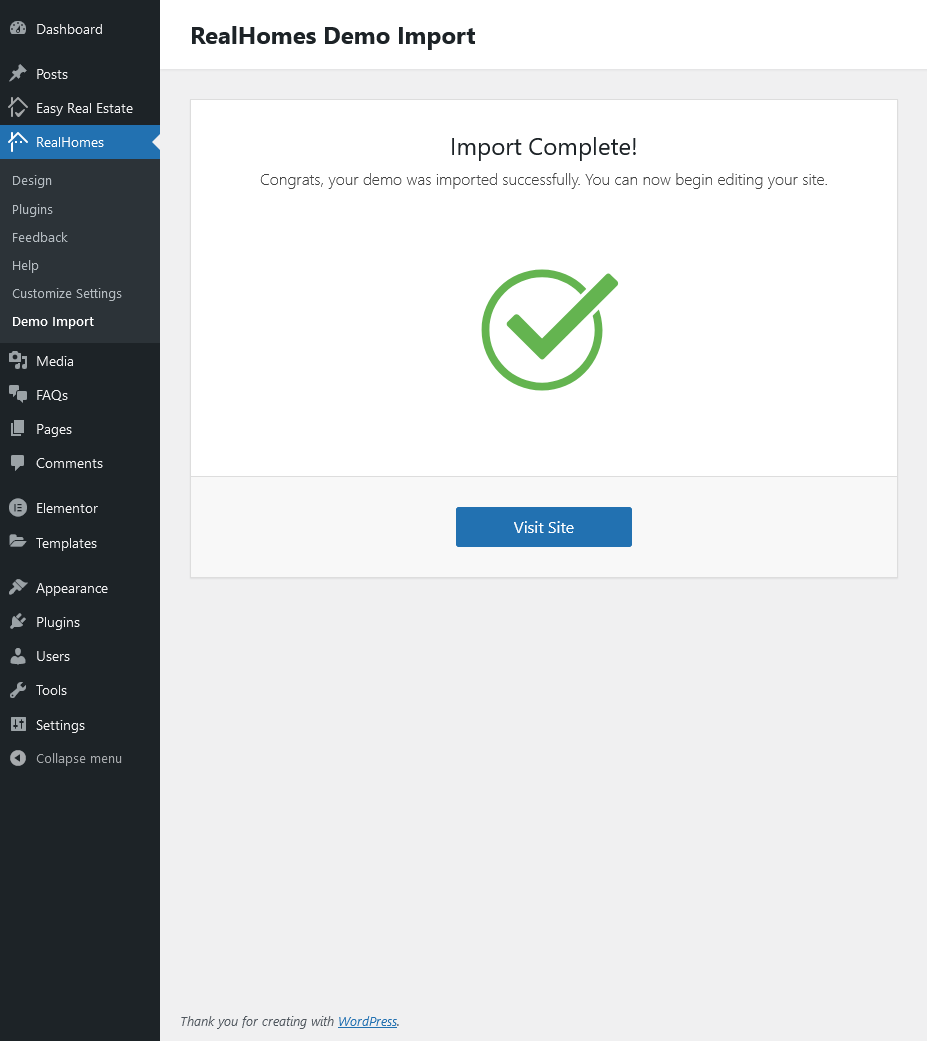 Dashboard
Posts
Easy Real Estate
RealHomes
Design
Plugins
Feedback
Help
Customize Settings
Demo Import
Media
FAQs
Pages
Comments
Elementor
Templates
Appearance
Plugins
Users
Tools
Settings
Collapse menu
RealHomes Demo Import
Import Complete!
Congrats, your demo was imported successfully. You can now begin editing your site.
Visit Site
Thank you for creating with WordPress.